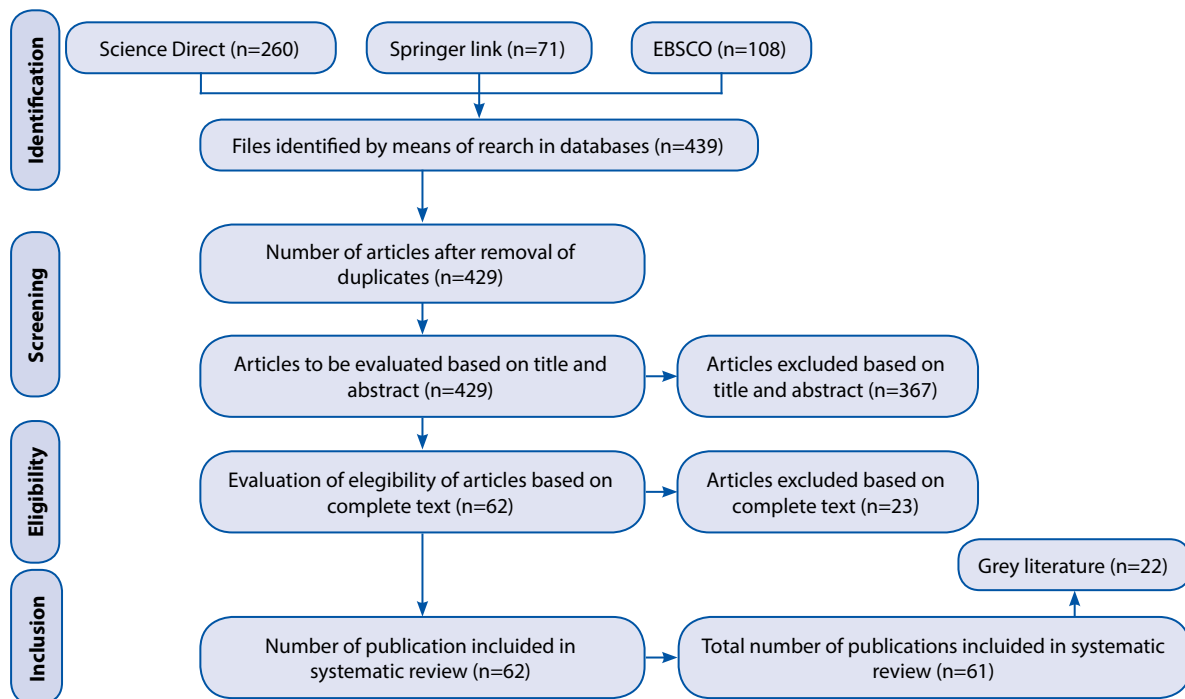 Identification
Science Direct (n=260)
Springer link (n=71)
EBSCO (n=108)
Files identified by means of rearch in databases (n=439)
Screening
Number of articles after removal of
duplicates (n=429)
Articles to be evaluated based on title and
abstract (n=429)
Articles excluded based on
title and abstract (n=367)
Eligibility
Evaluation of elegibility of articles based on
complete text (n=62)
Articles excluded based on
complete text (n=23)
Grey literature (n=22)
Inclusion
Number of publication incluided in
systematic review (n=62)
Total number of publications incluided in systematic
review (n=61)